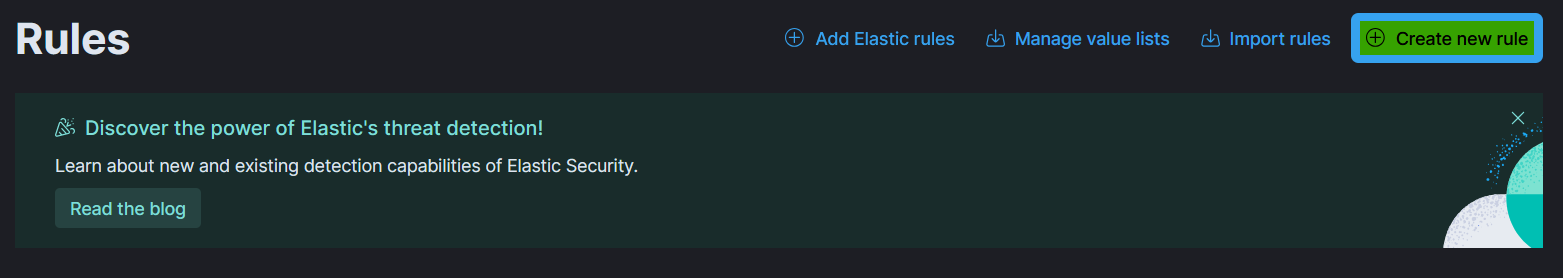 Rules
Add Elastic rules
Manage value lists
Import rules
Create new rule
Discover the power of Elastic's threat detection!
Learn about new and existing detection capabilities of Elastic Security.
Read the blog